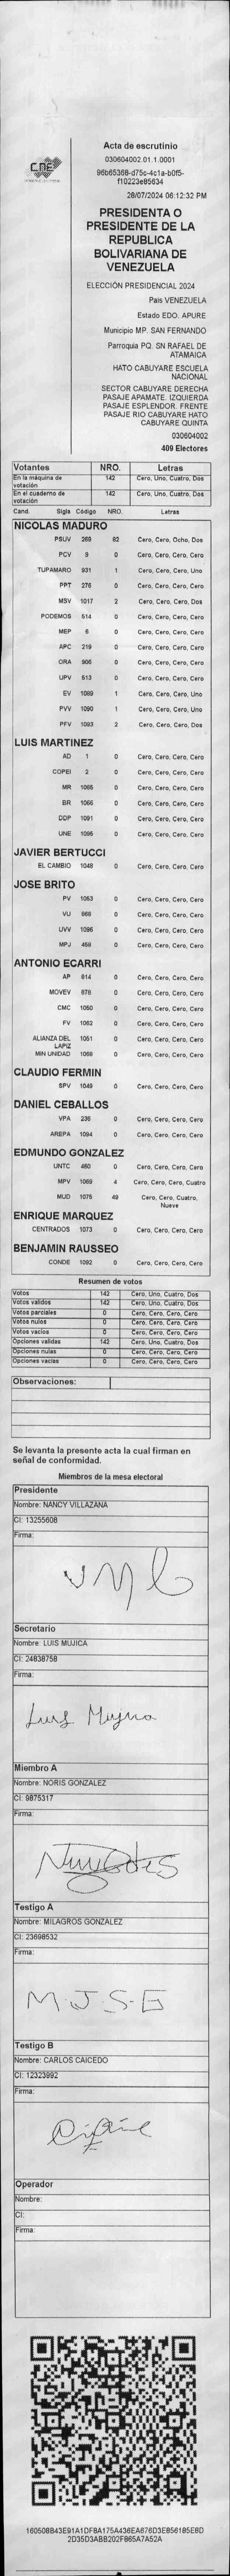 CNE
Acta de escrutinio
030604002.01.1.0001
96b65368-d75c-4c1a-b0f5-
f10223e85634
28/07/2024 06:12:32 PM
PRESIDENTA O
PRESIDENTE DE LA
REPUBLICA
BOLIVARIANA DE
VENEZUELA
ELECCIÓN PRESIDENCIAL 2024
Pais VENEZUELA
Estado EDO. APURE
Municipio MP. SAN FERNANDO
Parroquia PQ. SN RAFAEL DE
ATAMAICA
HATO CABUYARE ESCUELA
NACIONAL
SECTOR CABUYARE DERECHA
PASAJE APAMATE. IZQUIERDA
PASAJE ESPLENDOR. FRENTE
PASAJE RIO CABUYARE HATO
CABUYARE QUINTA
030604002
409 Electores
Votantes NRO. Letras
En la máquina de votación 142 Cero, Uno, Cuatro, Dos
En el cuaderno de votación 142 Cero, Uno, Cuatro, Dos
Cand. Sigla Código NRO. Letras
NICOLAS MADURO
PSUV 269 82 Cero, Cero, Ocho, Dos
PCV 9 0 Cero, Cero, Cero, Cero
TUPAMARO 931 1 Cero, Cero, Cero, Uno
PPT 276 0 Cero, Cero, Cero, Cero
MSV 1017 2 Cero, Cero, Cero, Dos
PODEMOS 514 0 Cero, Cero, Cero, Cero
MEP 6 0 Cero, Cero, Cero, Cero
APC 219 0 Cero, Cero, Cero, Cero
ORA 906 0 Cero, Cero, Cero, Cero
UPV 513 0 Cero, Cero, Cero, Cero
EV 1089 1 Cero, Cero, Cero, Uno
PVV 1090 1 Cero, Cero, Cero, Uno
PFV 1093 2 Cero, Cero, Cero, Dos
LUIS MARTINEZ
AD 1 0 Cero, Cero, Cero, Cero
COPEI 2 0 Cero, Cero, Cero, Cero
MR 1065 0 Cero, Cero, Cero, Cero
BR 1066 0 Cero, Cero, Cero, Cero
DDP 1091 0 Cero, Cero, Cero, Cero
UNE 1095 0 Cero, Cero, Cero, Cero
JAVIER BERTUCCI
EL CAMBIO 1048 0 Cero, Cero, Cero, Cero
JOSE BRITO
PV 1053 0 Cero, Cero, Cero, Cero
VU 868 0 Cero, Cero, Cero, Cero
UVV 1096 0 Cero, Cero, Cero, Cero
MPJ 458 0 Cero, Cero, Cero, Cero
ANTONIO ECARRI
AP 814 0 Cero, Cero, Cero, Cero
MOVEV 878 0 Cero, Cero, Cero, Cero
CMC 1050 0 Cero, Cero, Cero, Cero
FV 1062 0 Cero, Cero, Cero, Cero
ALIANZA DEL LAPIZ 1051 0 Cero, Cero, Cero, Cero
MIN UNIDAD 1068 0 Cero, Cero, Cero, Cero
CLAUDIO FERMIN
SPV 1049 0 Cero, Cero, Cero, Cero
DANIEL CEBALLOS
VPA 236 0 Cero, Cero, Cero, Cero
AREPA 1094 0 Cero, Cero, Cero, Cero
EDMUNDO GONZALEZ
UNTC 460 0 Cero, Cero, Cero, Cero
MPV 1069 4 Cero, Cero, Cero, Cuatro
MUD 1075 49 Cero, Cero, Cuatro,
Nueve
ENRIQUE MARQUEZ
CENTRADOS 1073 0 Cero, Cero, Cero, Cero
BENJAMIN RAUSSEO
CONDE 1092 0 Cero, Cero, Cero, Cero
Resumen de votos
Votos 142 Cero, Uno, Cuatro, Dos
Votos validos 142 Cero, Uno, Cuatro, Dos
Votos parciales 0 Cero, Cero, Cero, Cero
Votos nulos 0 Cero, Cero, Cero, Cero
Votos vacíos 0 Cero, Cero, Cero, Cero
Opciones validas 142 Cero, Uno, Cuatro, Dos
Opciones nulas 0 Cero, Cero, Cero, Cero
Opciones vacias 0 Cero, Cero, Cero, Cero
Observaciones:
Se levanta la presente acta la cual firman en
señal de conformidad.
Miembros de la mesa electoral
Presidente
Nombre: NANCY VILLAZANA
CI: 13255608
Firma:
Secretario
Nombre: LUIS MUJICA
CI: 24838758
Firma:
Luis Mujica
Miembro A
Nombre: NORIS GONZALEZ
CI: 9875317
Firma:
Testigo A
Nombre: MILAGROS GONZALEZ
CI: 23698532
Firma:
M.J.S.G
Testigo B
Nombre: CARLOS CAICEDO
CI: 12323992
Firma:
Operador
Nombre:
CI:
Firma:
160508B43E91A1DF8A175A436EA676D3E856185E8D
2D35D3ABB202F865A7A52A